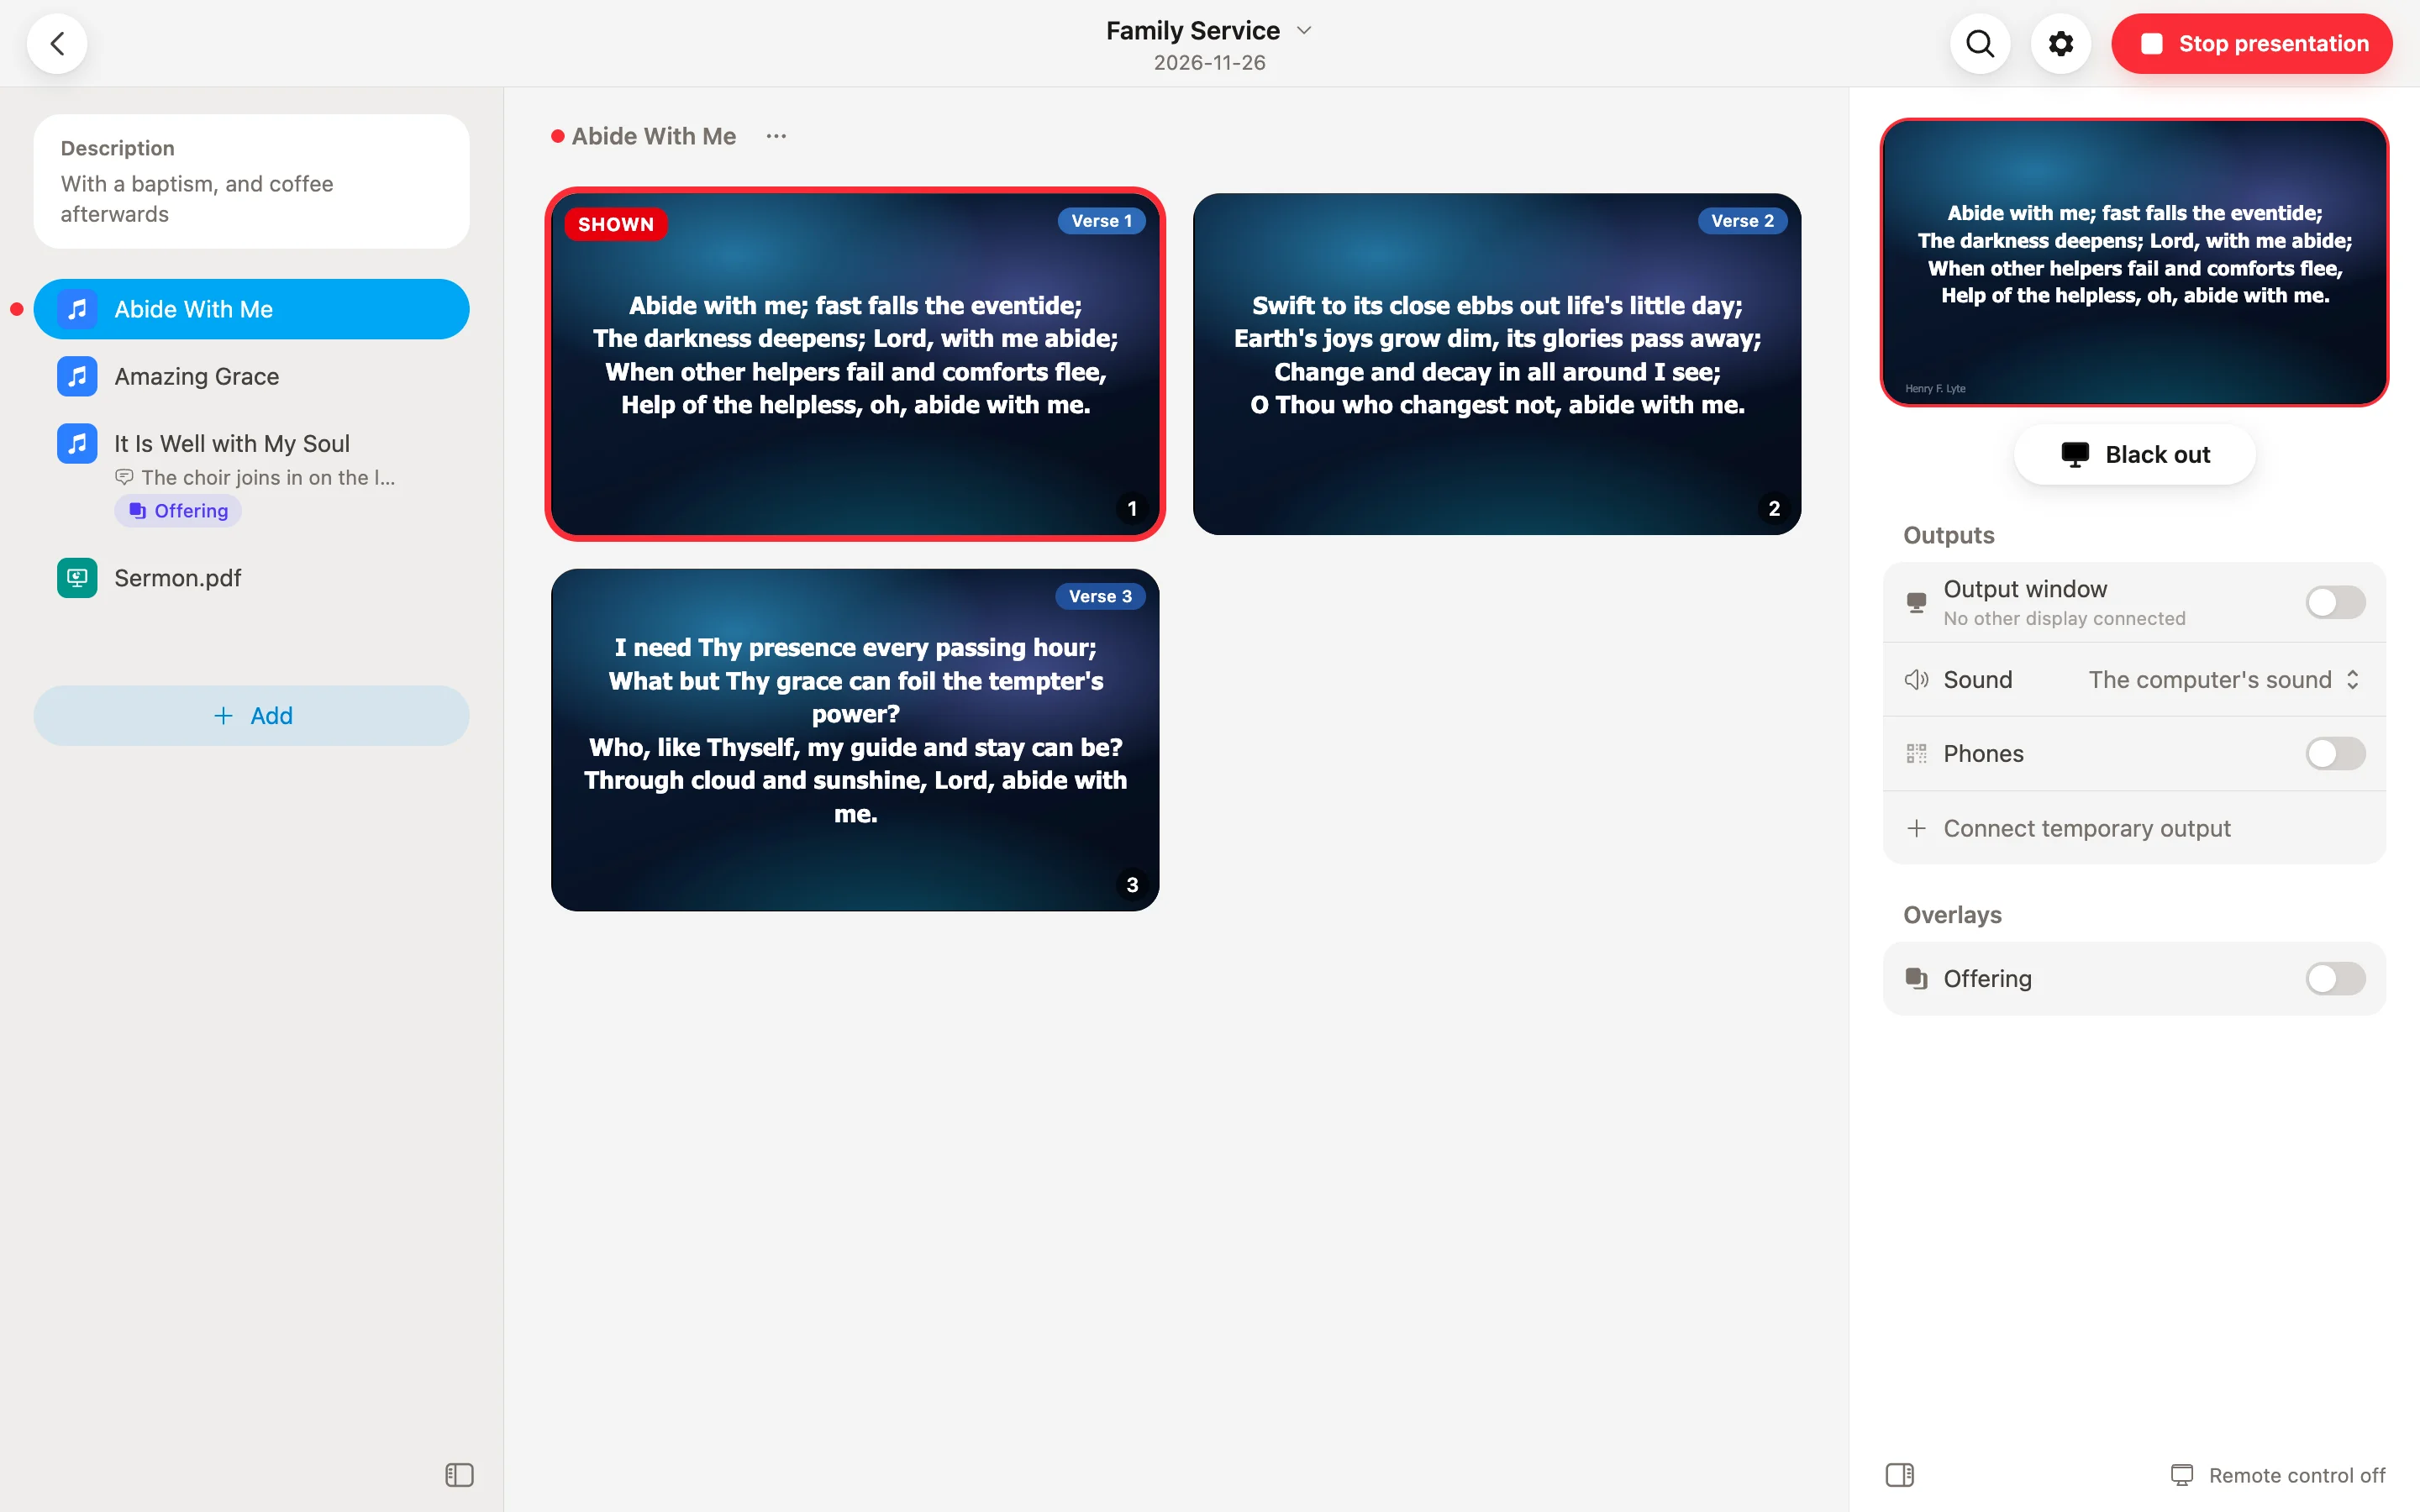 Family Service
2026-11-26
Stop presentation
Description
With a baptism, and coffee
afterwards
Abide With Me
Amazing Grace
It Is Well with My Soul
The choir joins in on the l...
Offering
Sermon.pdf
Add
Abide With Me
SHOWN
Verse 1
Abide with me; fast falls the eventide;
The darkness deepens; Lord, with me abide;
When other helpers fail and comforts flee,
Help of the helpless, oh, abide with me.
1
Verse 2
Swift to its close ebbs out life's little day;
Earth's joys grow dim, its glories pass away;
Change and decay in all around I see;
O Thou who changest not, abide with me.
2
Verse 3
I need Thy presence every passing hour;
What but Thy grace can foil the tempter's
power?
Who, like Thyself, my guide and stay can be?
Through cloud and sunshine, Lord, abide with
me.
3
Abide with me; fast falls the eventide;
The darkness deepens; Lord, with me abide;
When other helpers fail and comforts flee,
Help of the helpless, oh, abide with me.
Henry F. Lyte
Black out
Outputs
Output window
No other display connected
Sound
The computer's sound
Phones
Connect temporary output
Overlays
Offering
Remote control off